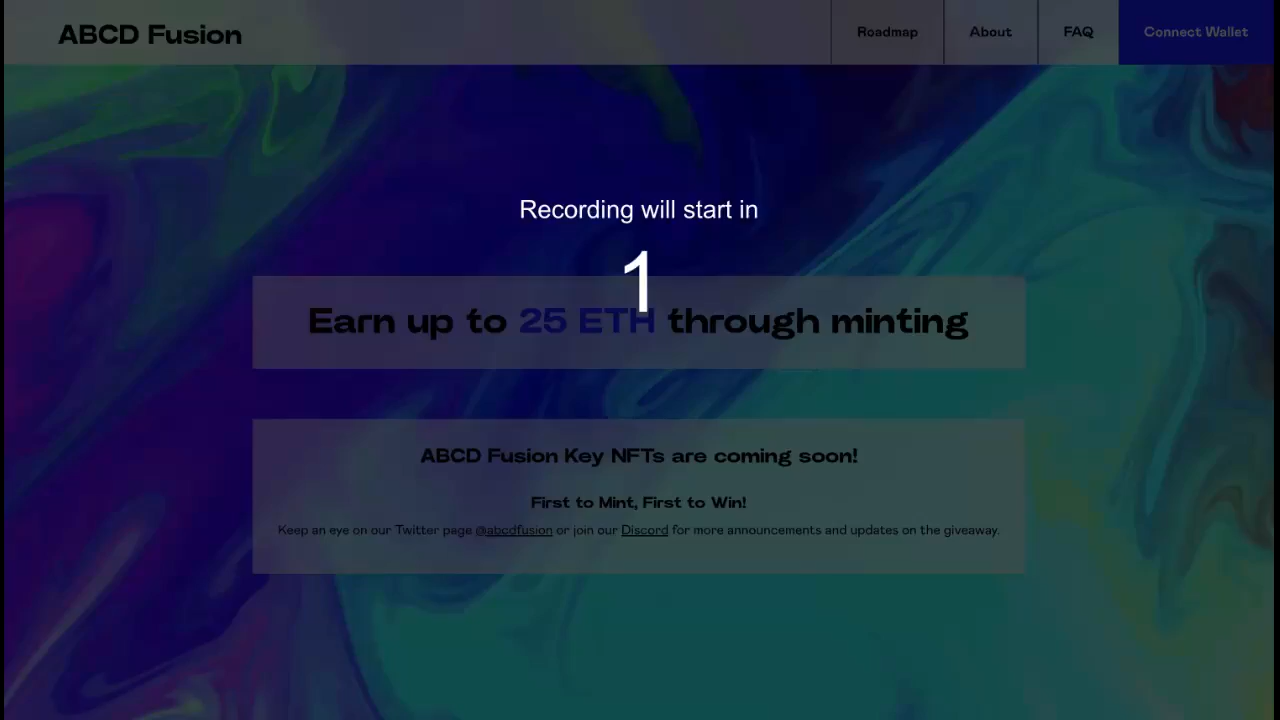 ABCD Fusion
Roadmap
About
FAQ
Connect Wallet
Recording will start in
1
Earn up to 25 ETH through minting
ABCD Fusion Key NFTs are coming soon!
First to Mint, First to Win!
Keep an eye on our Twitter page @abcdfusion or join our Discord for more announcements and updates on the giveaway.